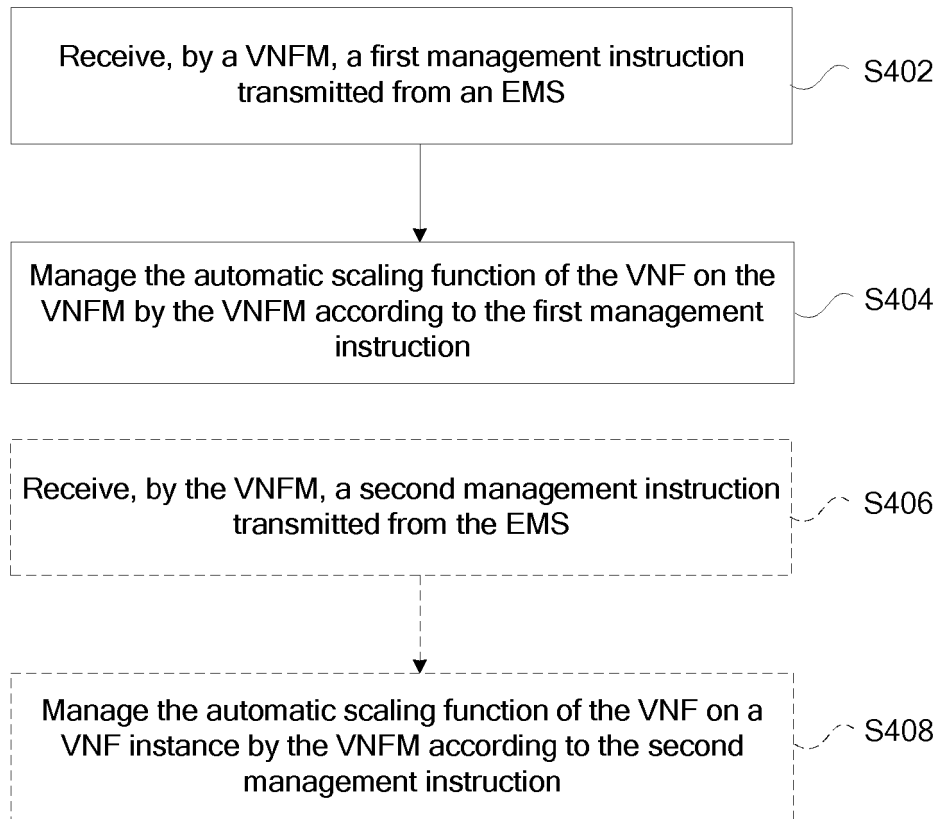 Receive, by a VNFM, a first management instruction
transmitted from an EMS
S402
Manage the automatic scaling function of the VNF on the
VNFM by the VNFM according to the first management
instruction
S404
Receive, by the VNFM, a second management instruction
transmitted from the EMS
S406
Manage the automatic scaling function of the VNF on a
VNF instance by the VNFM according to the second
management instruction
S408